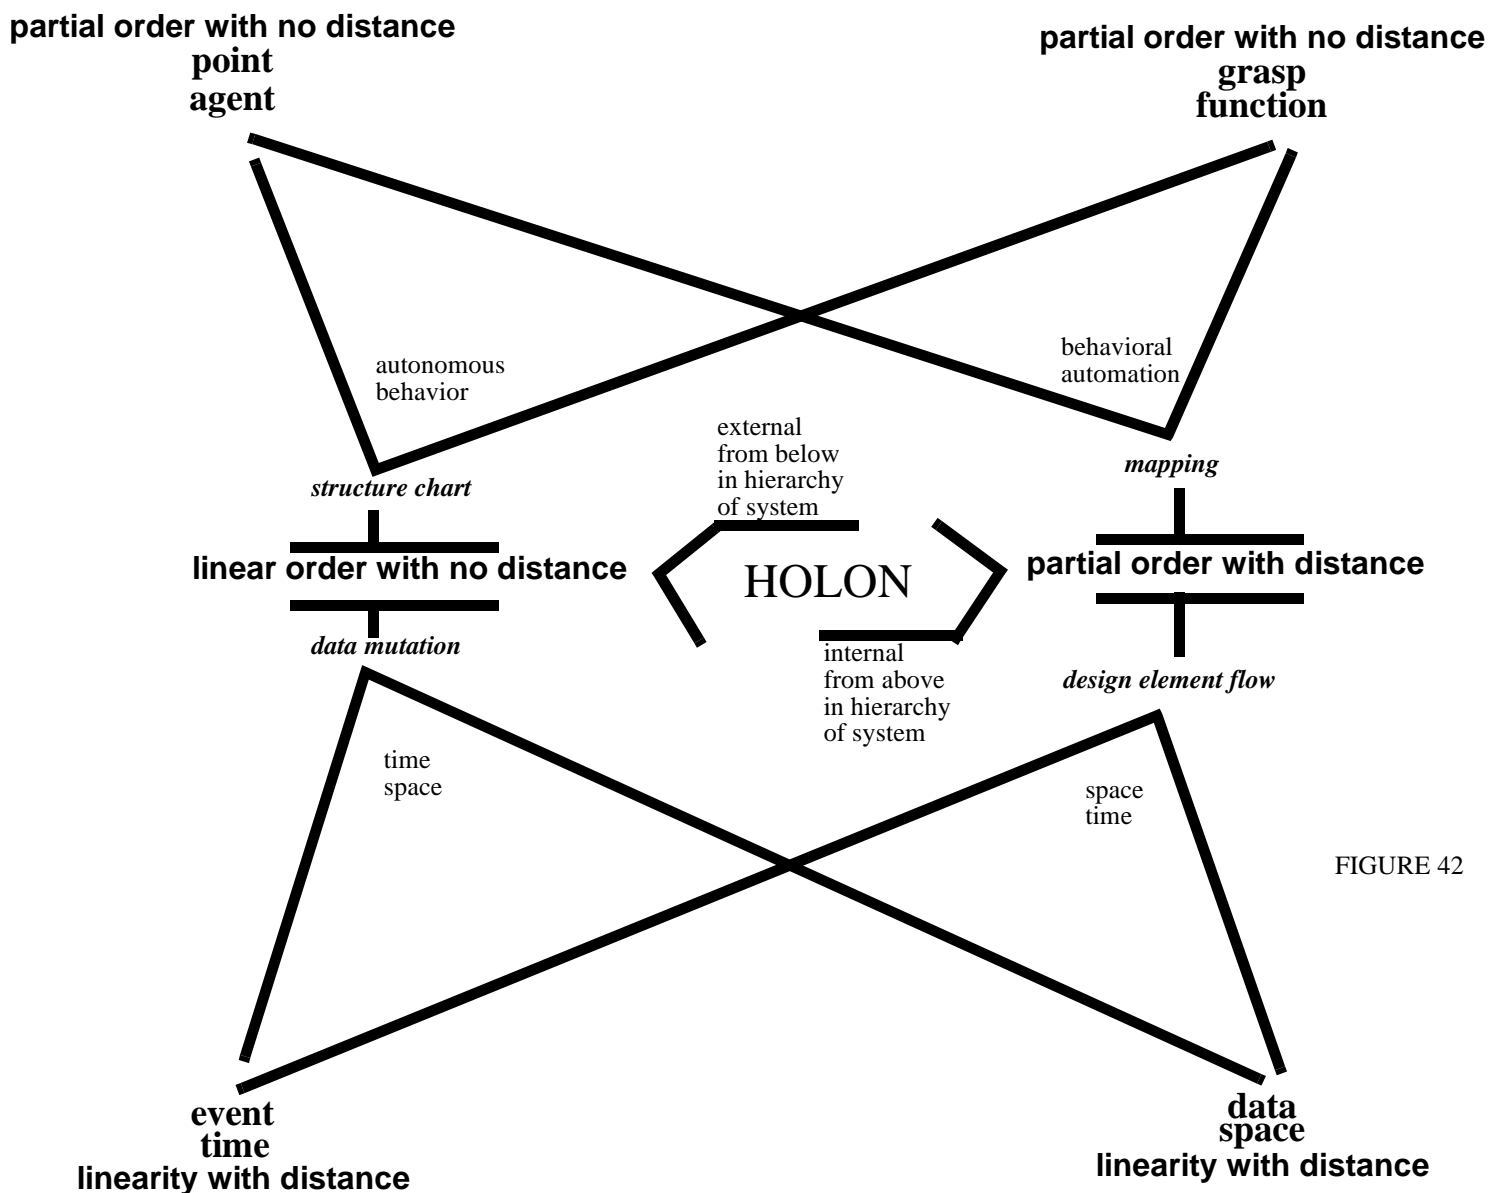 partial order with no distance
point
agent
partial order with no distance
grasp
function
autonomous
behavior
behavioral
automation
external
from below
in hierarchy
of system
structure chart
mapping
linear order with no distance
HOLON
partial order with distance
data mutation
internal
from above
in hierarchy
of system
design element flow
time
space
space
time
FIGURE 42
event
time
linearity with distance
data
space
linearity with distance